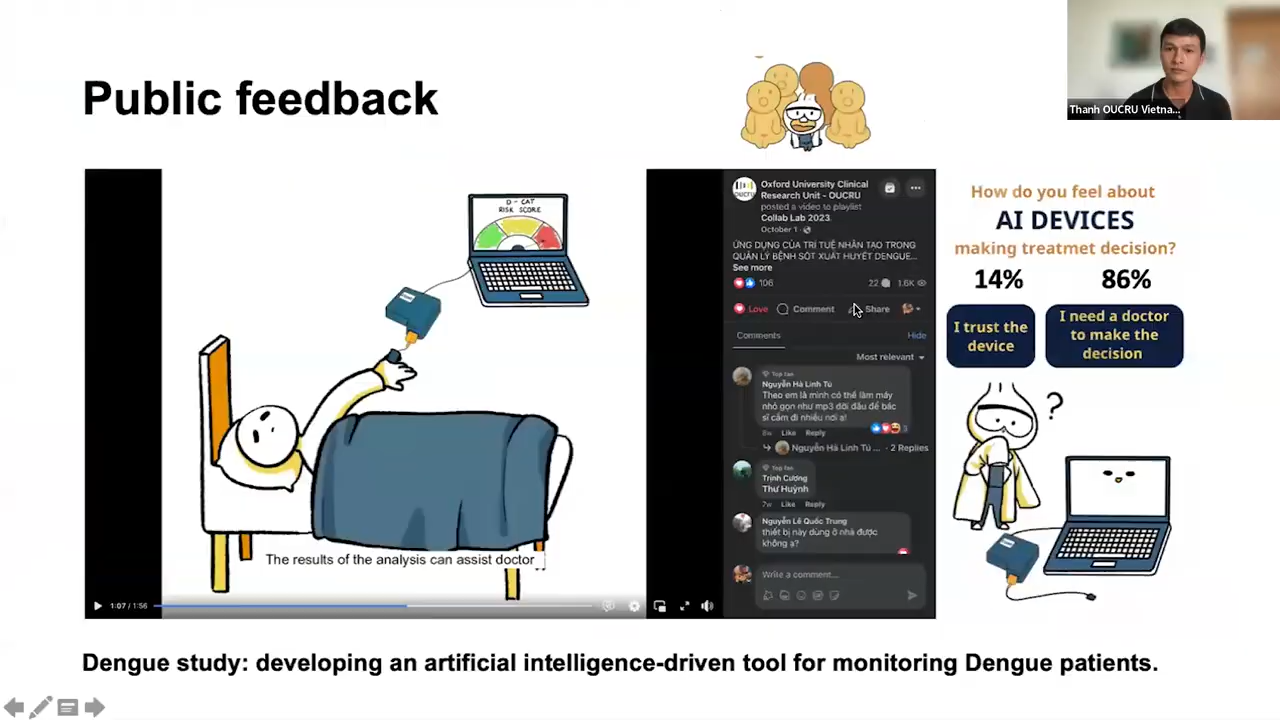 Public feedback
Thanh OUCRU Vietna...
D-CAT
RISK SCORE
The results of the analysis can assist doctor
1:07 / 1:56
OUCRU
Oxford University Clinical
Research Unit - OUCRU
posted a video to playlist
Collab Lab 2023.
October 1 ·
ỨNG DỤNG CỦA TRÍ TUỆ NHÂN TẠO TRONG
QUẢN LÝ BỆNH SỐT XUẤT HUYẾT DENGUE...
See more
106
22
1.6K
Love
Comment
Share
Comments
Hide
Most relevant
Top fan
Nguyễn Hà Linh Tú
Theo em là mình có thể làm máy
nhỏ gọn như mp3 đời đầu để bác
sĩ cầm đi nhiều nơi ạ!
3
8w Like Reply
Nguyễn Hà Linh Tú ... · 2 Replies
Top fan
Trịnh Cương
Thư Huỳnh
7w Like Reply
Nguyễn Lê Quốc Trung
thiết bị này dùng ở nhà được
không ạ?
Write a comment...
How do you feel about
AI DEVICES
making treatmet decision?
14%
86%
I trust the
device
I need a doctor
to make the
decision
?
Dengue study: developing an artificial intelligence-driven tool for monitoring Dengue patients.